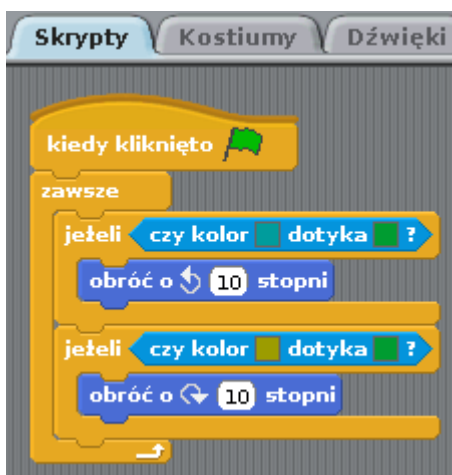 Skrypty Kostiumy Dźwięki
kiedy kliknięto
zawsze
jeżeli czy kolor dotyka ?
obróć o 10 stopni
jeżeli czy kolor dotyka ?
obróć o 10 stopni